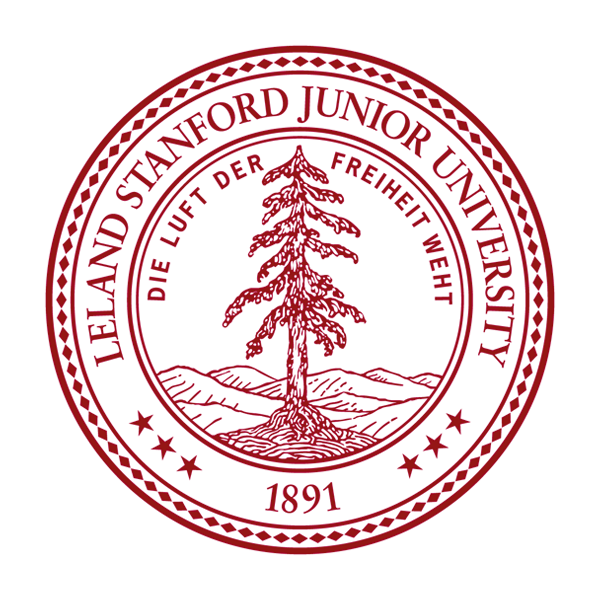 LELAND STANFORD JUNIOR UNIVERSITY
DIE LUFT DER FREIHEIT WEHT
1891